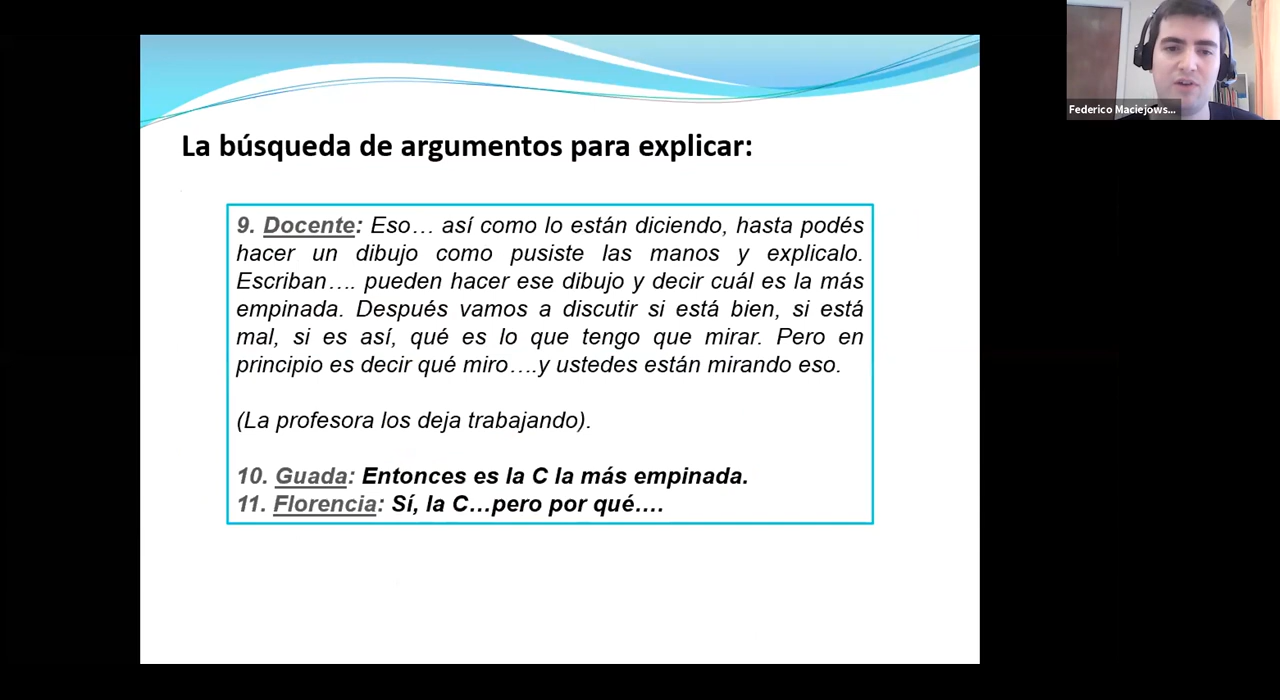 Federico Maciejows...
La búsqueda de argumentos para explicar:
9. Docente: Eso… así como lo están diciendo, hasta podés
hacer un dibujo como pusiste las manos y explicalo.
Escriban…. pueden hacer ese dibujo y decir cuál es la más
empinada. Después vamos a discutir si está bien, si está
mal, si es así, qué es lo que tengo que mirar. Pero en
principio es decir qué miro….y ustedes están mirando eso.
(La profesora los deja trabajando).
10. Guada: Entonces es la C la más empinada.
11. Florencia: Sí, la C…pero por qué….